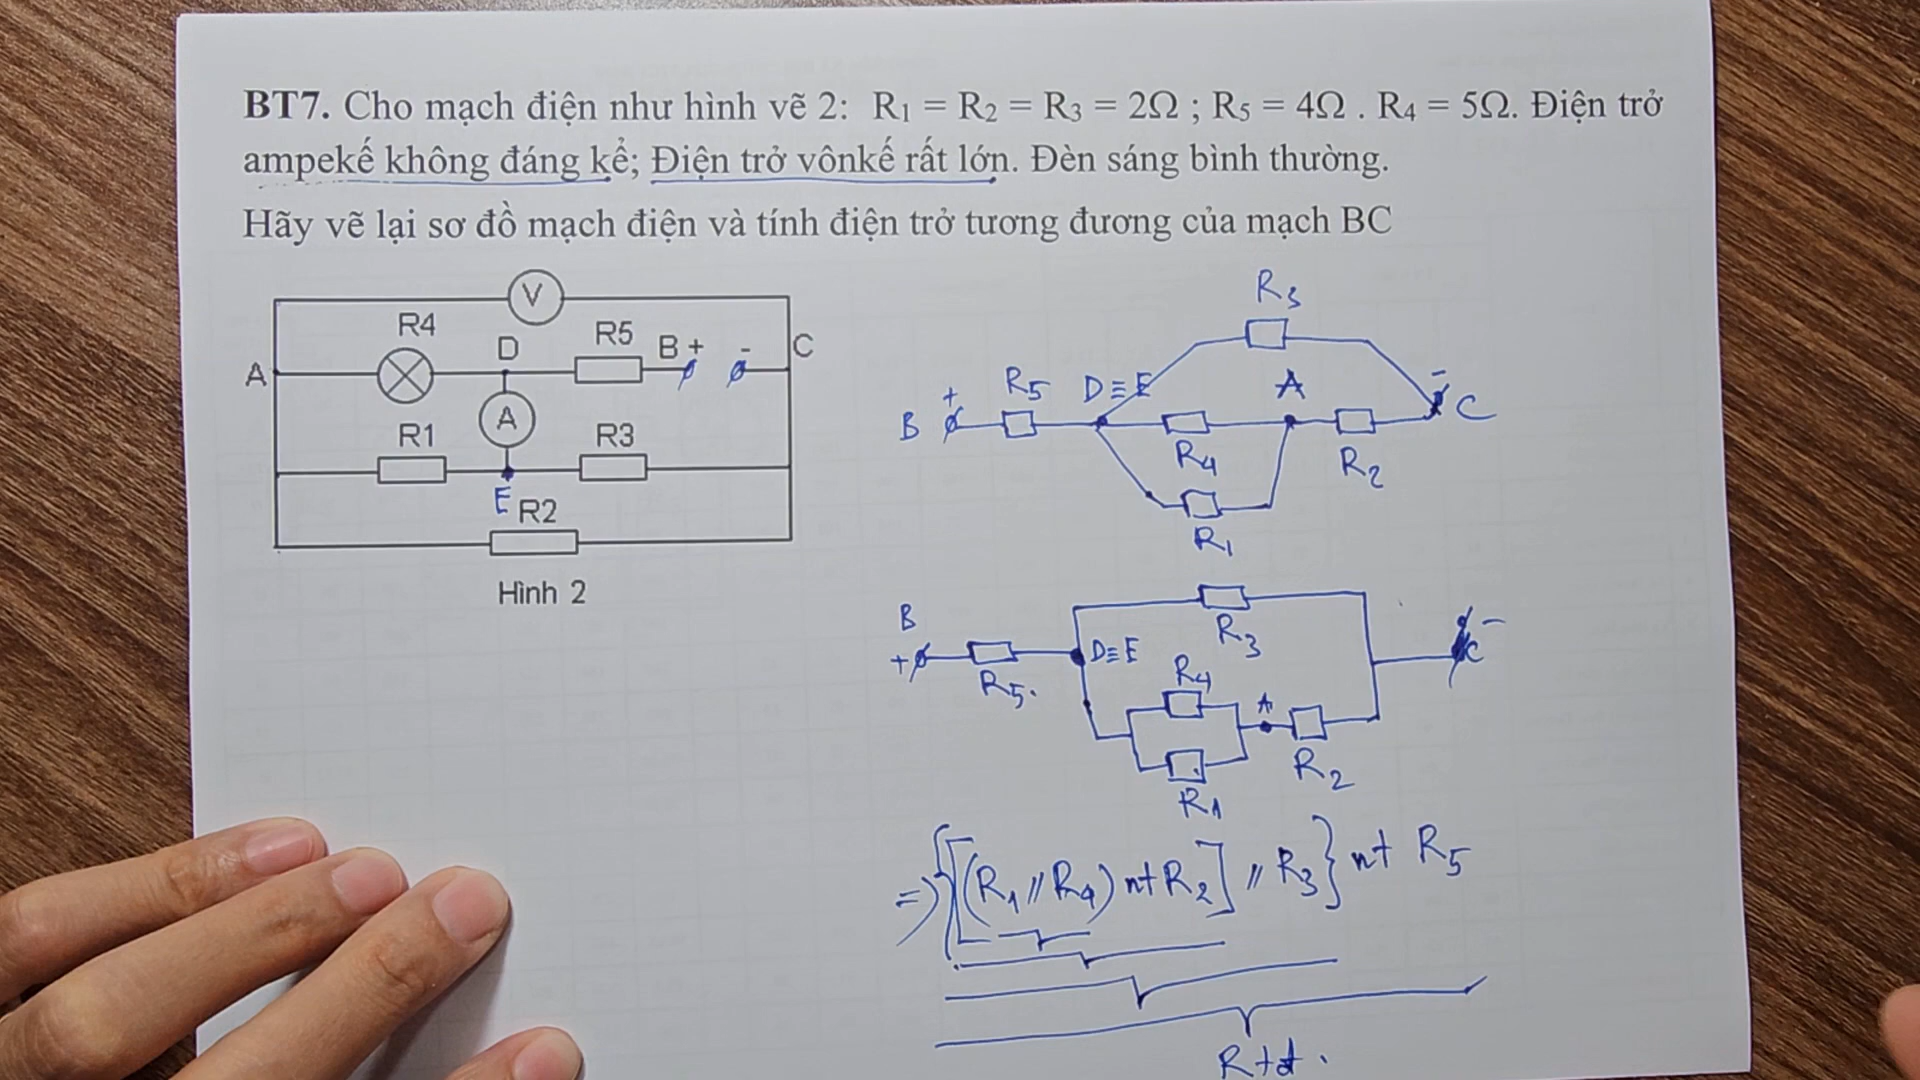 BT7. Cho mạch điện như hình vẽ 2: R1 = R2 = R3 = 2Ω ; R5 = 4Ω . R4 = 5Ω. Điện trở
ampekế không đáng kể; Điện trở vônkế rất lớn. Đèn sáng bình thường.
Hãy vẽ lại sơ đồ mạch điện và tính điện trở tương đương của mạch BC
V
R4
D
R5
B + -
C
A
A
R1
R3
E
R2
Hình 2
R3
B + R5 D ≡ E A - C
R4
R2
R1
B
+
R5.
D≡E
R3
R4
A
R2
R1
- C
=> {[(R1 // R4) nt R2] // R3} nt R5
Rtđ.